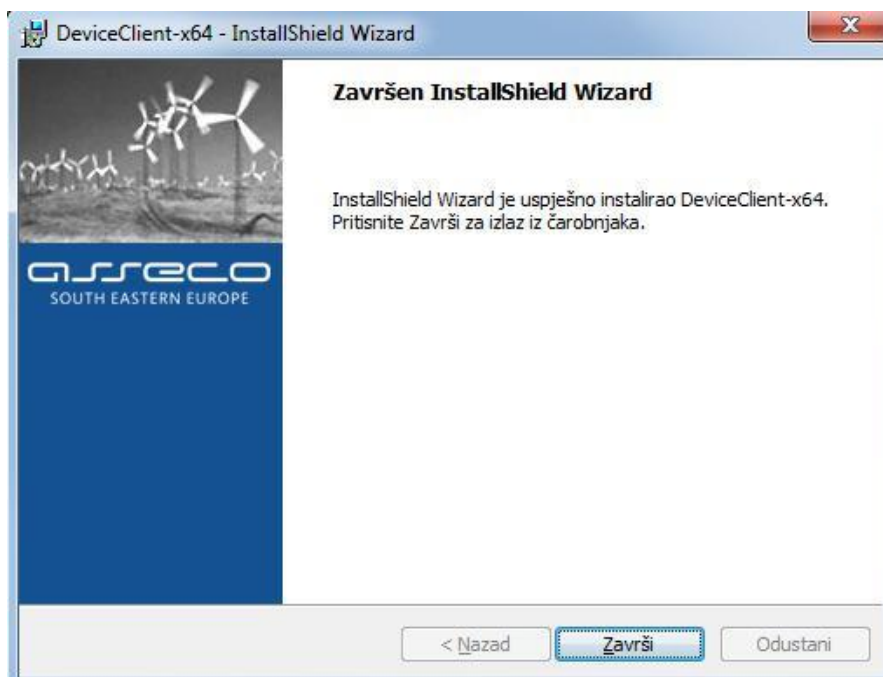 DeviceClient-x64 - InstallShield Wizard
Završen InstallShield Wizard
InstallShield Wizard je uspješno instalirao DeviceClient-x64.
Pritisnite Završi za izlaz iz čarobnjaka.
asseco
SOUTH EASTERN EUROPE
< Nazad
Završi
Odustani